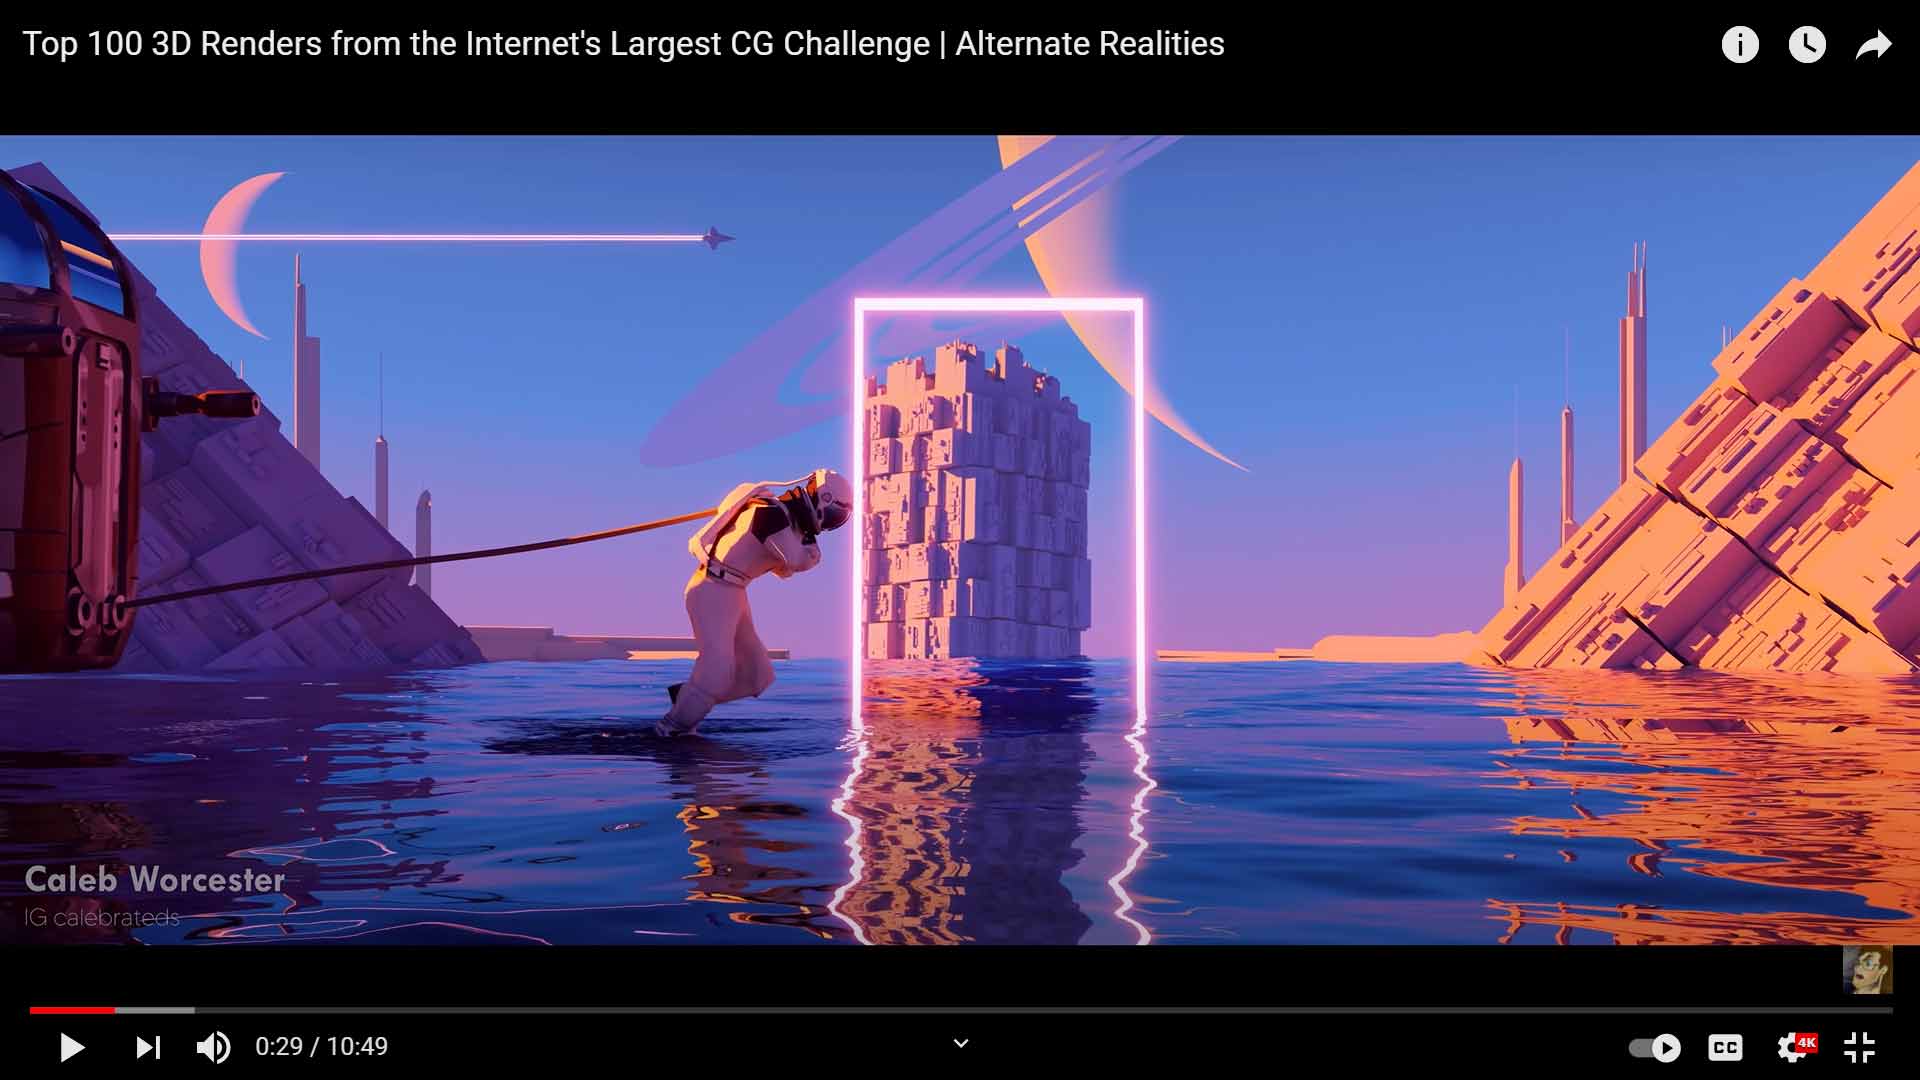 Top 100 3D Renders from the Internet's Largest CG Challenge | Alternate Realities
Caleb Worcester
IG calebrateds
0:29 / 10:49
CC
4K